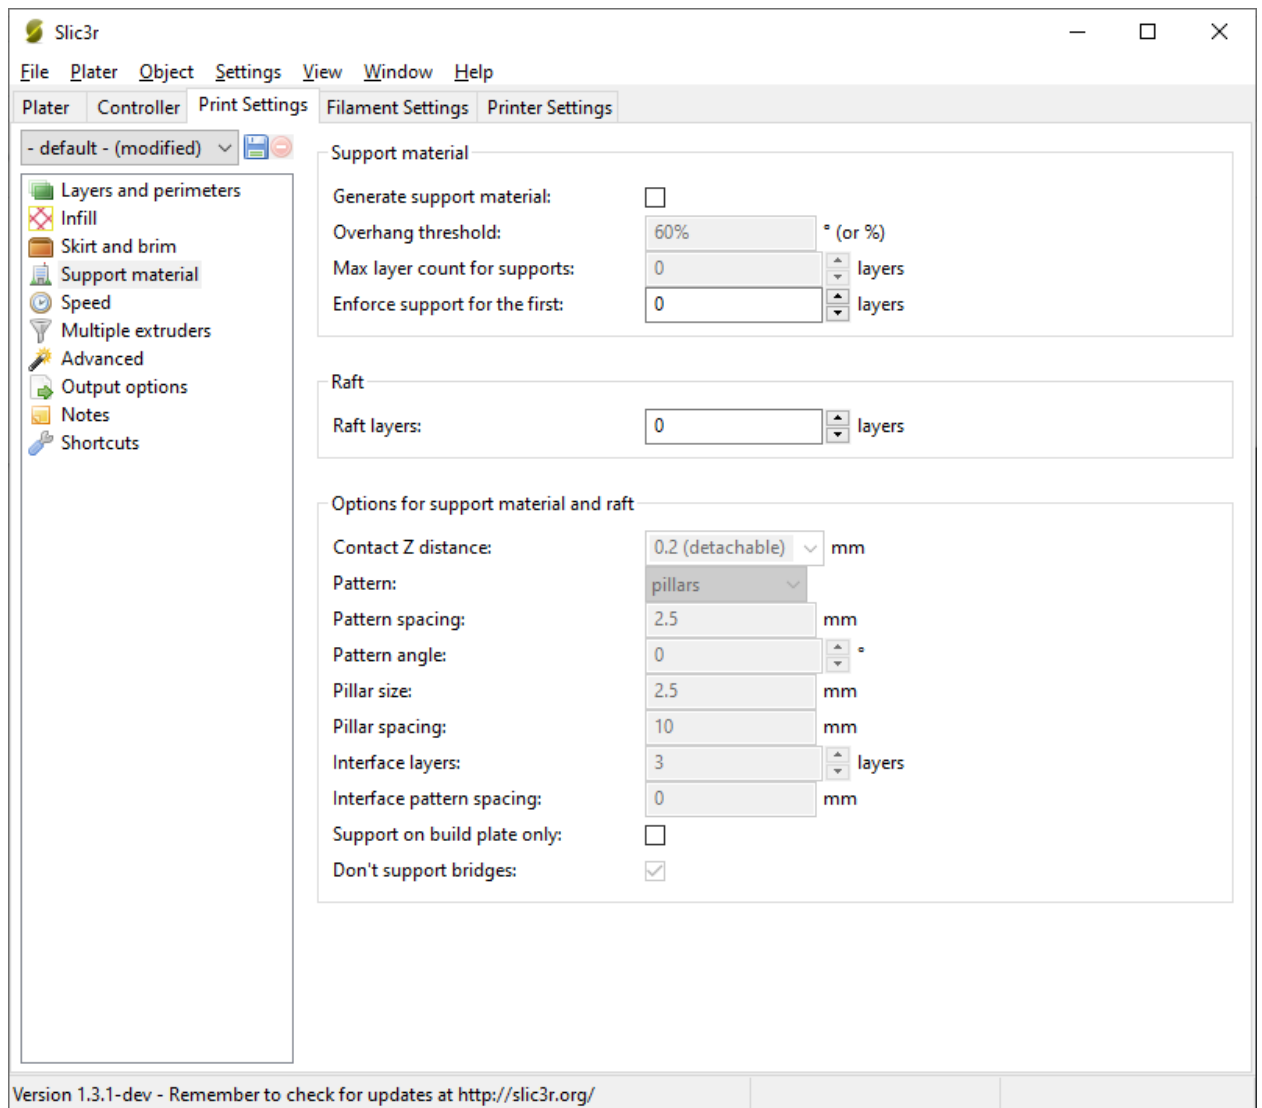 Slic3r
File Plater Object Settings View Window Help
Plater Controller Print Settings Filament Settings Printer Settings
- default - (modified)
Layers and perimeters
Infill
Skirt and brim
Support material
Speed
Multiple extruders
Advanced
Output options
Notes
Shortcuts
Support material
Generate support material:
Overhang threshold: 60% ° (or %)
Max layer count for supports: 0 layers
Enforce support for the first: 0 layers
Raft
Raft layers: 0 layers
Options for support material and raft
Contact Z distance: 0.2 (detachable) mm
Pattern: pillars
Pattern spacing: 2.5 mm
Pattern angle: 0 °
Pillar size: 2.5 mm
Pillar spacing: 10 mm
Interface layers: 3 layers
Interface pattern spacing: 0 mm
Support on build plate only:
Don't support bridges:
Version 1.3.1-dev - Remember to check for updates at http://slic3r.org/